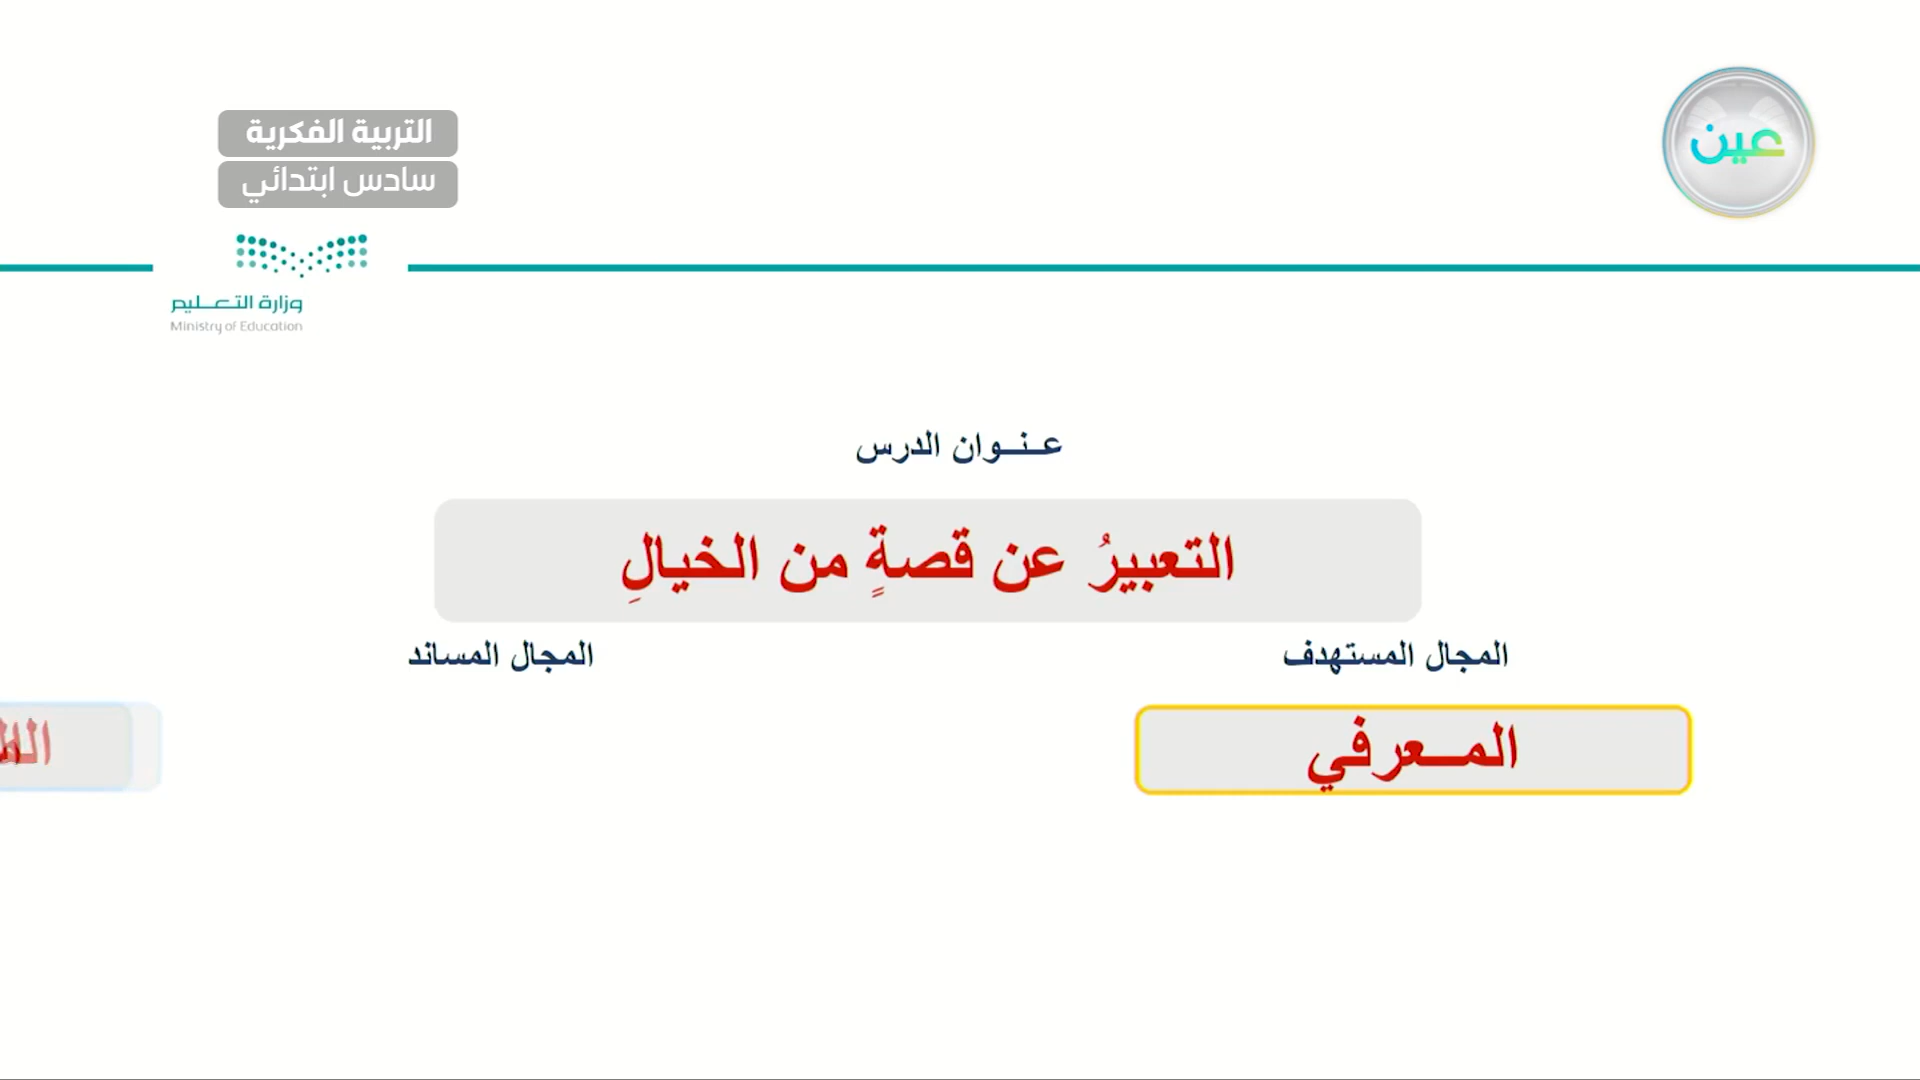 التربية الفكرية
سادس ابتدائي
عين
وزارة التعليم
Ministry of Education
عنوان الدرس
التعبيرُ عن قصةٍ من الخيالِ
المجال المستهدف
المجال المساند
المعرفي